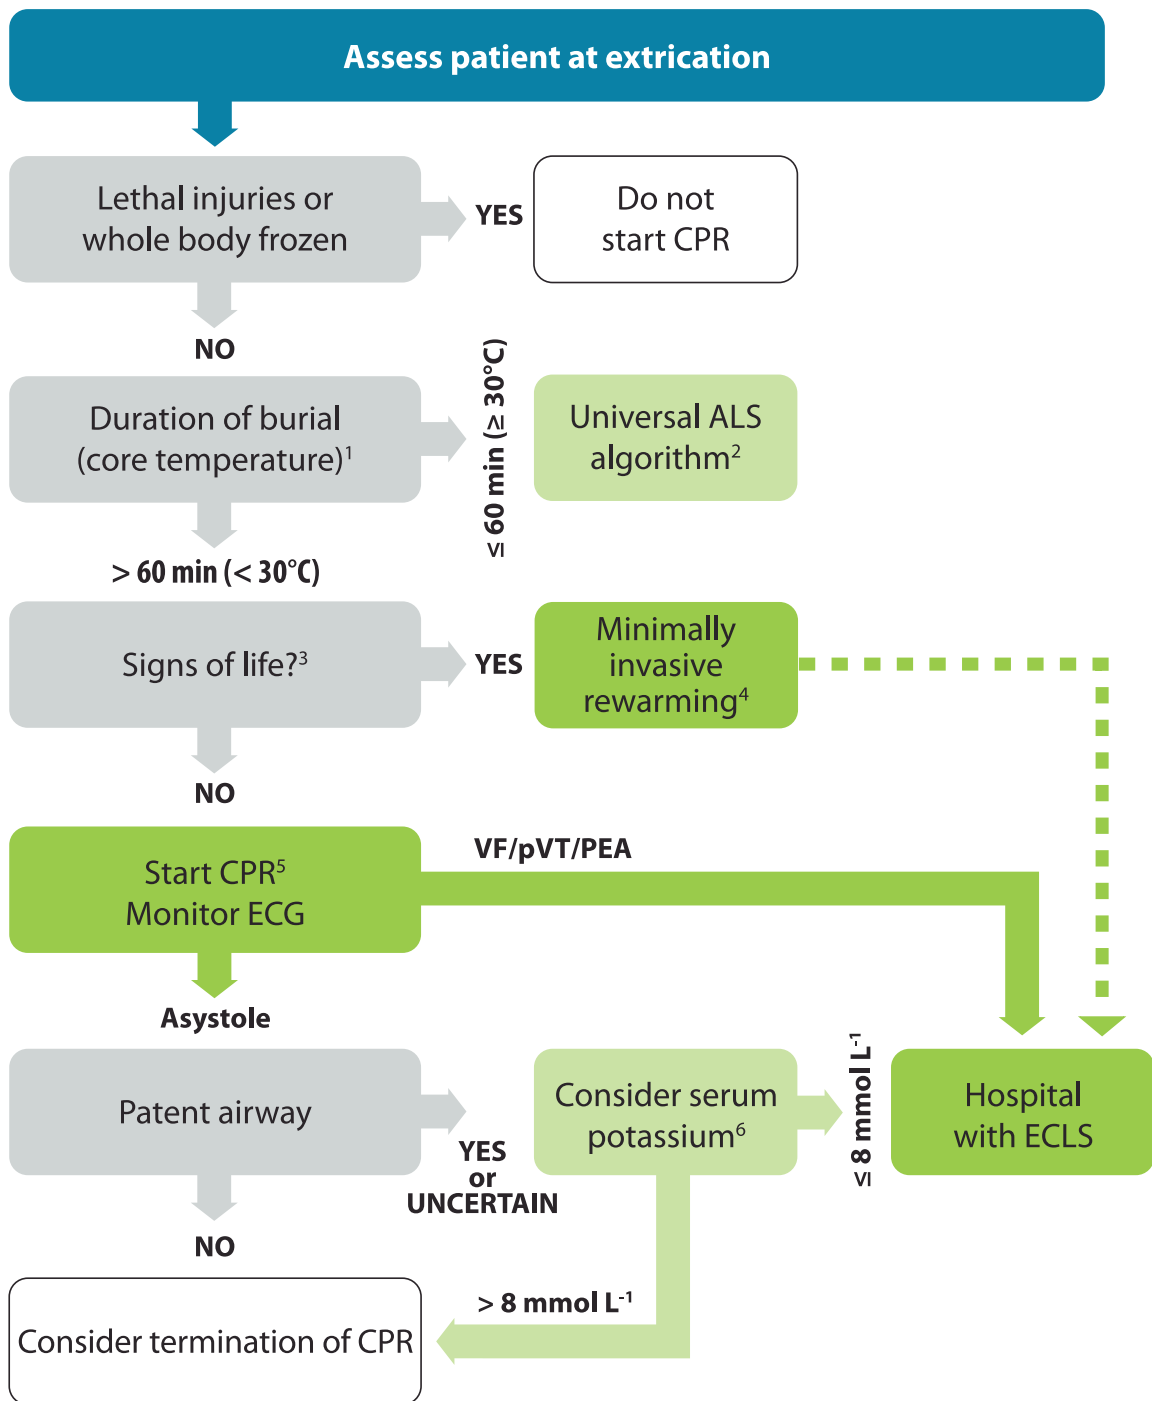 Assess patient at extrication
Lethal injuries or
whole body frozen
YES
Do not
start CPR
NO
Duration of burial
(core temperature)¹
≤ 60 min (≥ 30°C)
Universal ALS
algorithm²
> 60 min (< 30°C)
Signs of life?³
YES
Minimally
invasive
rewarming⁴
NO
Start CPR⁵
Monitor ECG
VF/pVT/PEA
Asystole
Patent airway
YES
or
UNCERTAIN
Consider serum
potassium⁶
≤ 8 mmol L⁻¹
Hospital
with ECLS
NO
> 8 mmol L⁻¹
Consider termination of CPR